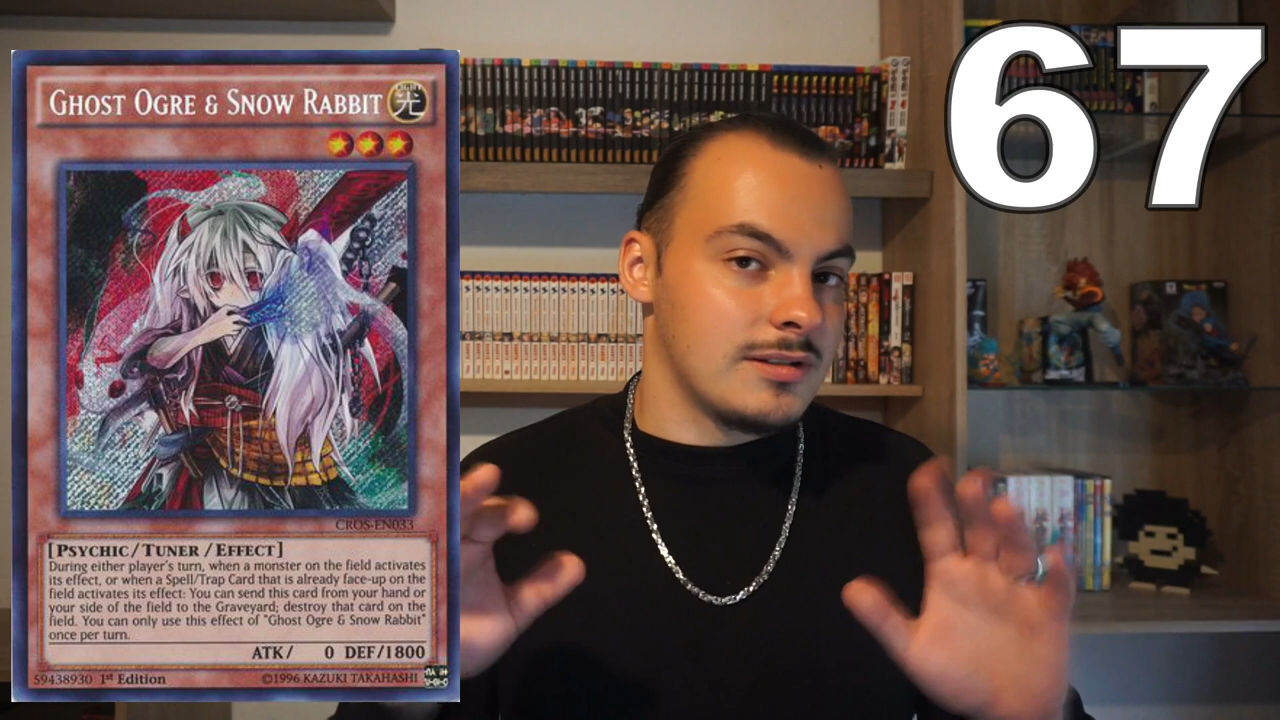 GHOST OGRE & SNOW RABBIT
LIGHT
光
67
CROS-EN033
[PSYCHIC/TUNER/EFFECT]
During either player's turn, when a monster on the field activates
its effect, or when a Spell/Trap Card that is already face-up on the
field activates its effect: You can send this card from your hand or
your side of the field to the Graveyard; destroy that card on the
field. You can only use this effect of "Ghost Ogre & Snow Rabbit"
once per turn.
ATK/ 0 DEF/1800
59438930 1st Edition ©1996 KAZUKI TAKAHASHI